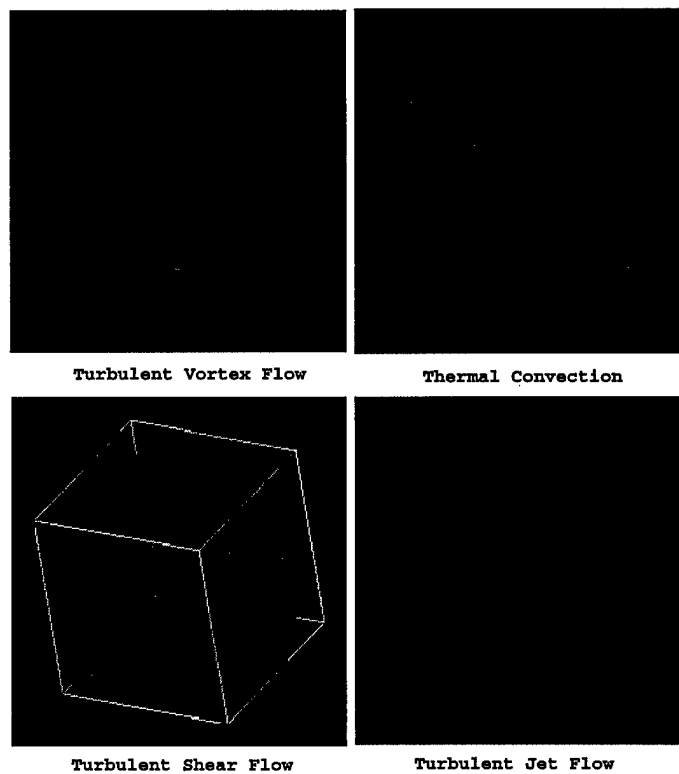 Turbulent Vortex Flow
Thermal Convection
Turbulent Shear Flow
Turbulent Jet Flow